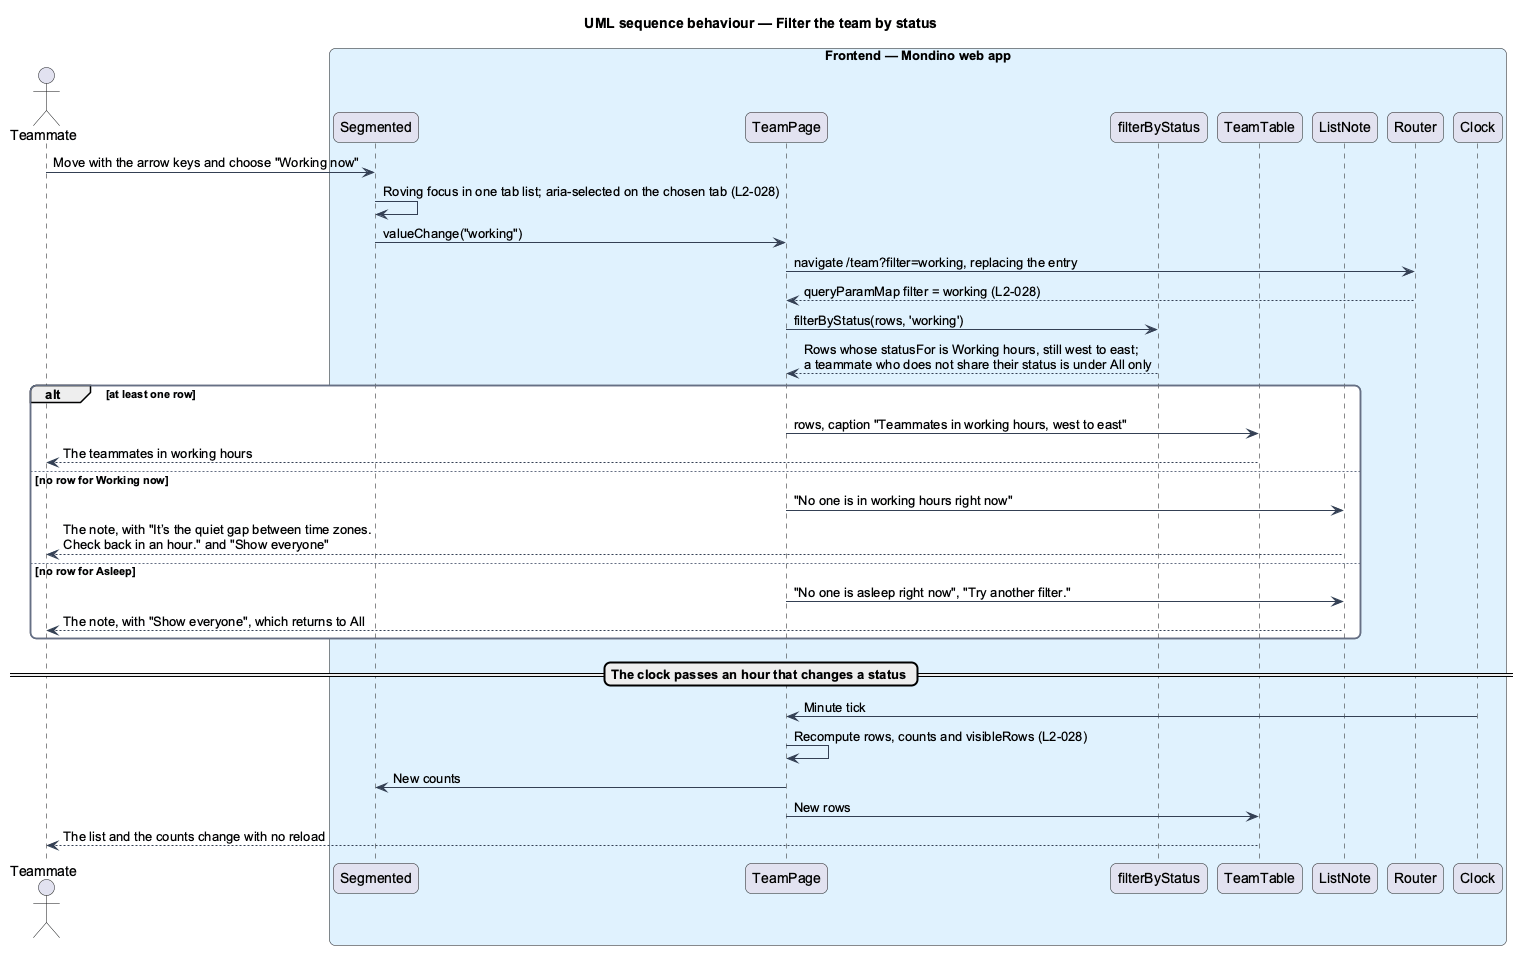 UML sequence behaviour — Filter the team by status
Frontend — Mondino web app
Teammate
Segmented
TeamPage
filterByStatus
TeamTable
ListNote
Router
Clock
Move with the arrow keys and choose "Working now"
Roving focus in one tab list; aria-selected on the chosen tab (L2-028)
valueChange("working")
navigate /team?filter=working, replacing the entry
queryParamMap filter = working (L2-028)
filterByStatus(rows, 'working')
Rows whose statusFor is Working hours, still west to east;
a teammate who does not share their status is under All only
alt
[at least one row]
rows, caption "Teammates in working hours, west to east"
The teammates in working hours
[no row for Working now]
"No one is in working hours right now"
The note, with "It's the quiet gap between time zones.
Check back in an hour." and "Show everyone"
[no row for Asleep]
"No one is asleep right now", "Try another filter."
The note, with "Show everyone", which returns to All
The clock passes an hour that changes a status
Minute tick
Recompute rows, counts and visibleRows (L2-028)
New counts
New rows
The list and the counts change with no reload
Teammate
Segmented
TeamPage
filterByStatus
TeamTable
ListNote
Router
Clock